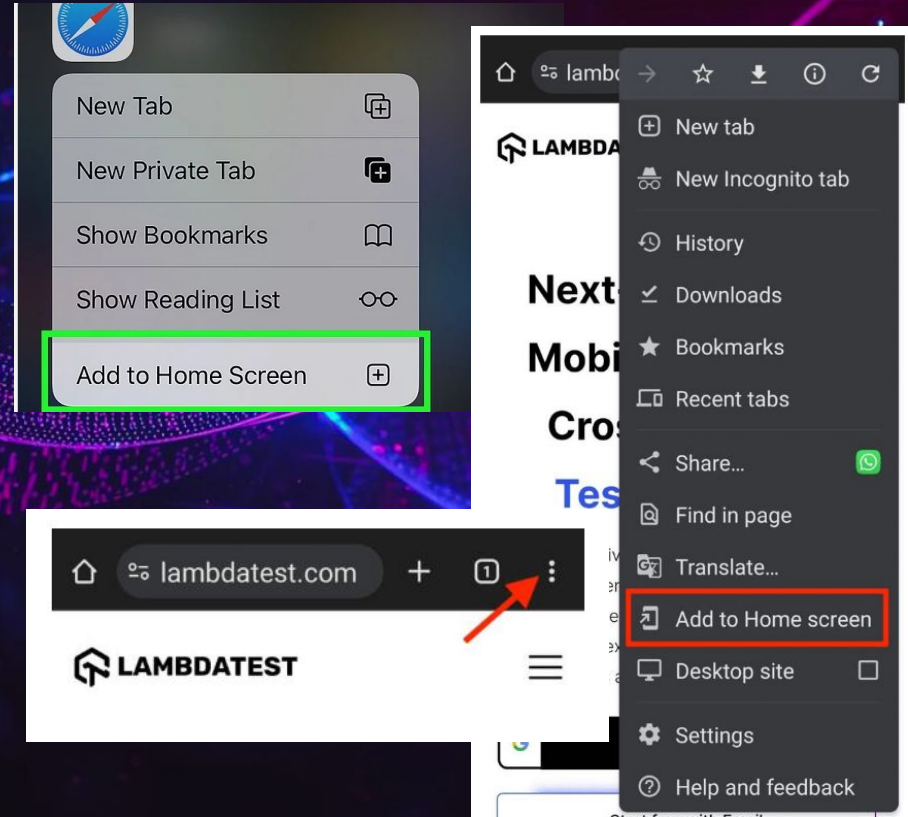 New Tab
New Private Tab
Show Bookmarks
Show Reading List
Add to Home Screen
lambdatest.com
1
LAMBDATEST
lambd
LAMBDA
Next-
Mobi
Cros
Tes
New tab
New Incognito tab
History
Downloads
Bookmarks
Recent tabs
Share...
Find in page
Translate...
Add to Home screen
Desktop site
Settings
Help and feedback